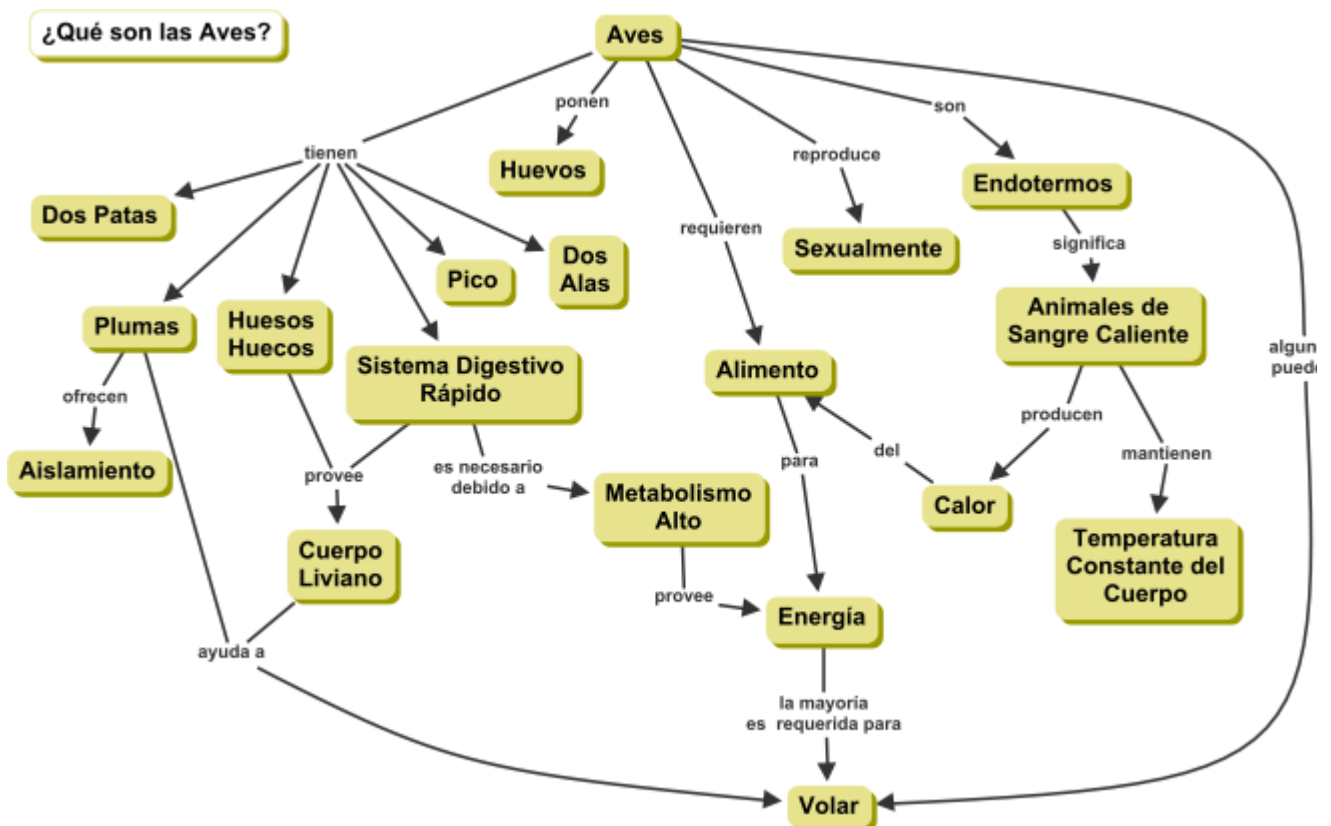 ¿Qué son las Aves?
Aves
ponen
son
tienen
reproduce
Huevos
Endotermos
Dos Patas
requieren
Sexualmente
significa
Dos
Alas
Pico
Plumas
Huesos
Huecos
Animales de
Sangre Caliente
Sistema Digestivo
Rápido
Alimento
algun
puede
ofrecen
producen
Aislamiento
provee
es necesario
debido a
para
del
mantienen
Metabolismo
Alto
Calor
Cuerpo
Liviano
Temperatura
Constante del
Cuerpo
provee
Energía
ayuda a
la mayoría
es requerida para
Volar